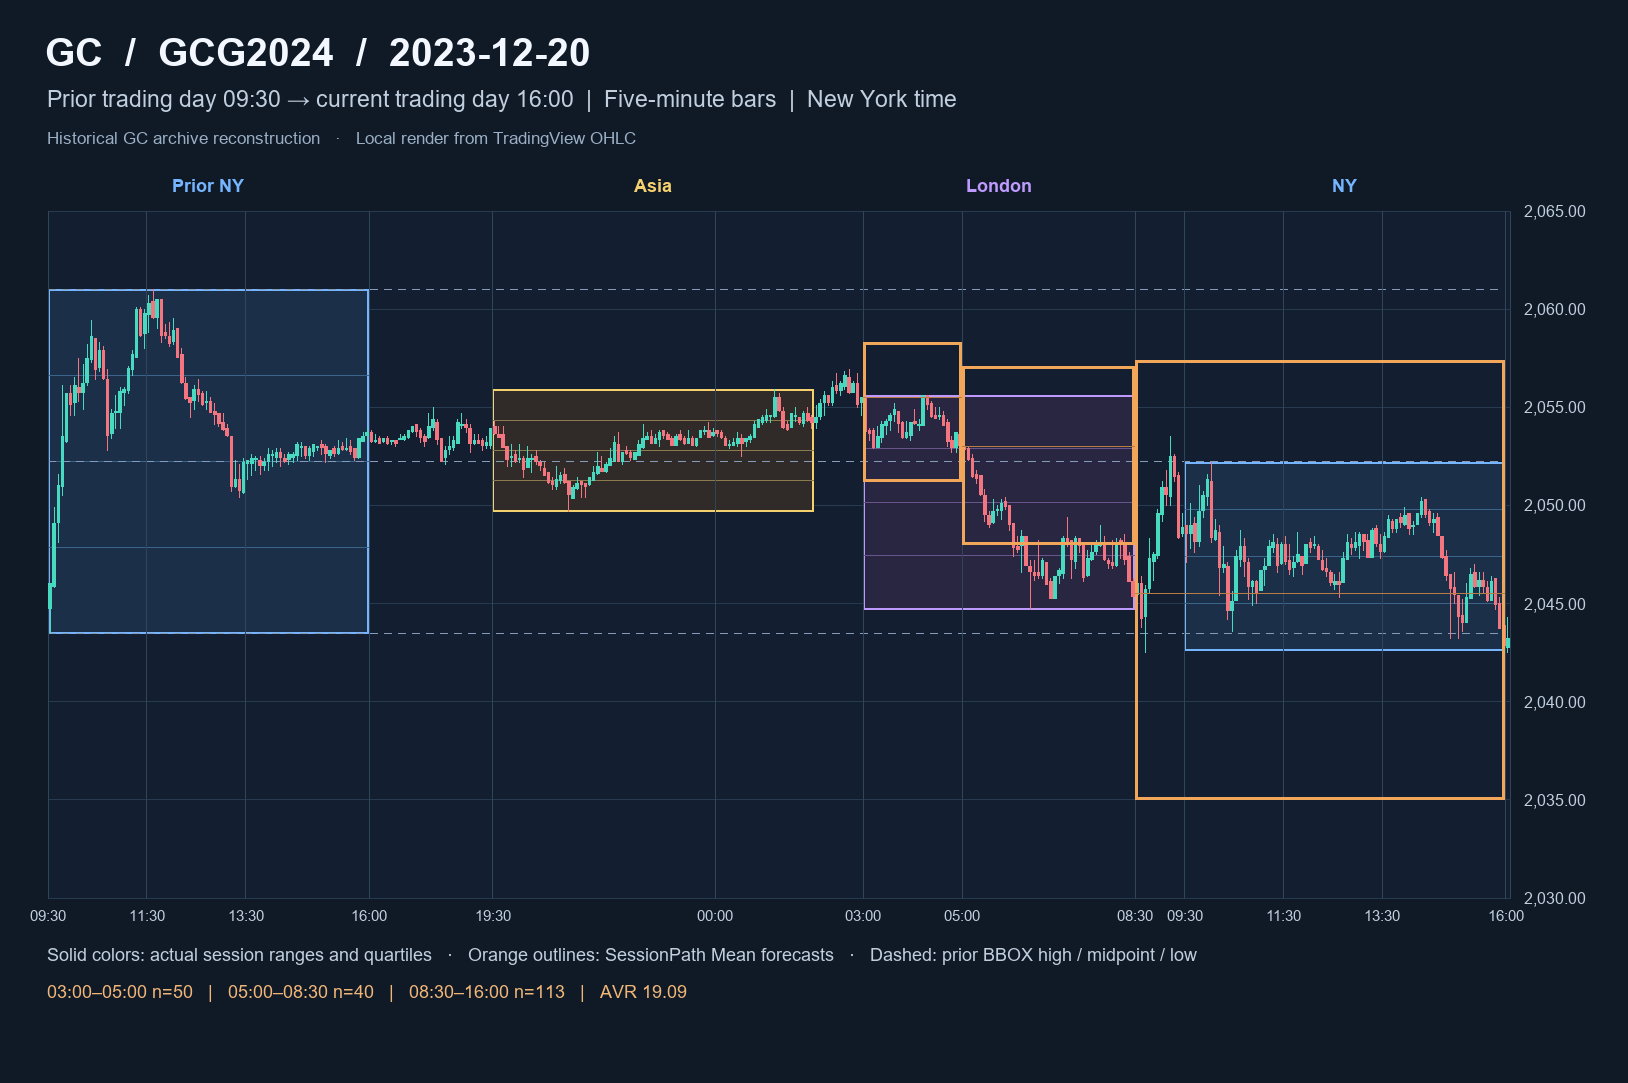 GC / GCG2024 / 2023-12-20
Prior trading day 09:30 → current trading day 16:00 | Five-minute bars | New York time
Historical GC archive reconstruction · Local render from TradingView OHLC
Prior NY Asia London NY
2,065.00
2,060.00
2,055.00
2,050.00
2,045.00
2,040.00
2,035.00
2,030.00
09:30 11:30 13:30 16:00 19:30 00:00 03:00 05:00 08:30 09:30 11:30 13:30 16:00
Solid colors: actual session ranges and quartiles · Orange outlines: SessionPath Mean forecasts · Dashed: prior BBOX high / midpoint / low
03:00–05:00 n=50 | 05:00–08:30 n=40 | 08:30–16:00 n=113 | AVR 19.09